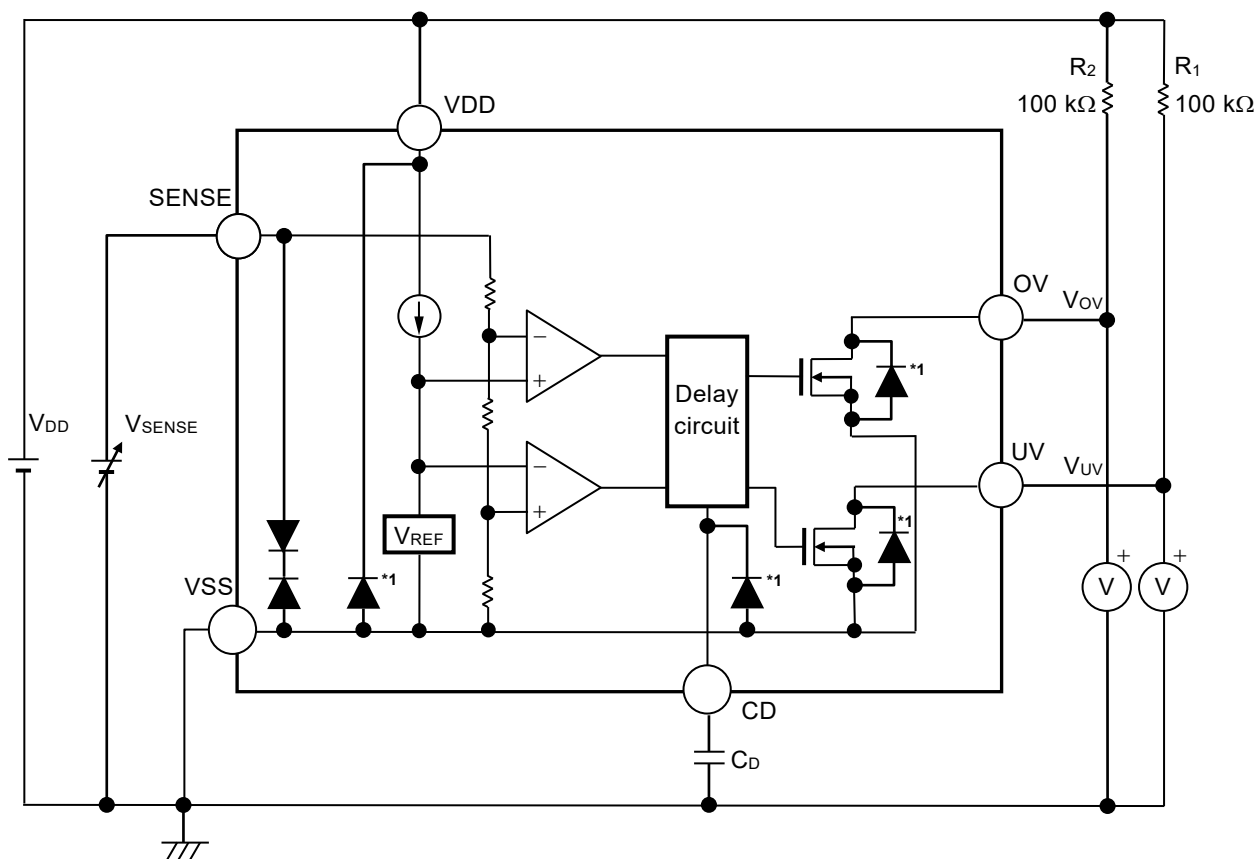 R2
100 kΩ
R1
100 kΩ
VDD
SENSE
OV
VOV
−
+
*1
Delay
circuit
VDD
VSENSE
UV
VUV
−
+
*1
VREF
VSS
*1
*1
+
V
+
V
CD
CD